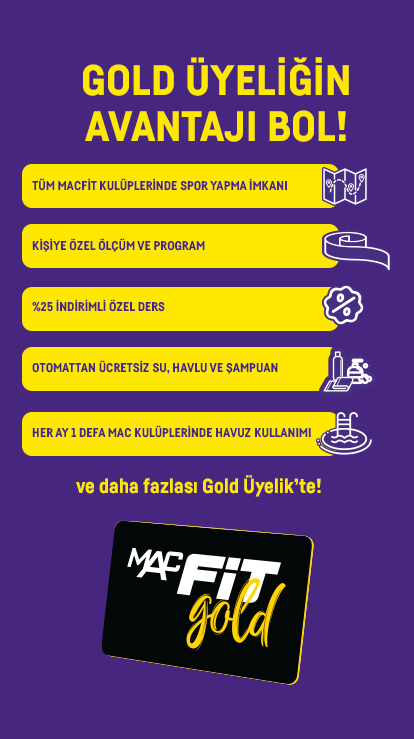 GOLD ÜYELİĞİN
AVANTAJI BOL!
TÜM MACFİT KULÜPLERİNDE SPOR YAPMA İMKANI
KİŞİYE ÖZEL ÖLÇÜM VE PROGRAM
%25 İNDİRİMLİ ÖZEL DERS
OTOMATTAN ÜCRETSİZ SU, HAVLU VE ŞAMPUAN
HER AY 1 DEFA MAC KULÜPLERİNDE HAVUZ KULLANIMI
ve daha fazlası Gold Üyelik'te!
MAC FİT
gold